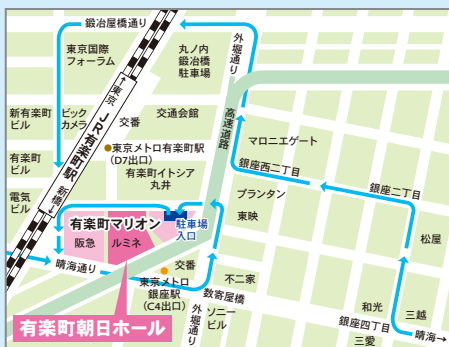 鍛冶屋橋通り
東京国際
フォーラム
丸ノ内
鍛冶橋
駐車場
外堀通り
↑東京
JR有楽町駅
新橋↓
新有楽町
ビル
ビック
カメラ
交番
交通会館
高速道路
マロニエゲート
東京メトロ有楽町駅
(D7出口)
有楽町
ビル
有楽町イトシア
丸井
銀座西二丁目
銀座二丁目
電気
ビル
プランタン
有楽町マリオン
駐車場
入口
東映
阪急
ルミネ
松屋
晴海通り
交番
不二家
東京メトロ
銀座駅
(C4出口)
数寄屋橋
ソニー
ビル
外堀通り
和光
三越
銀座四丁目
晴海→
三愛
有楽町朝日ホール